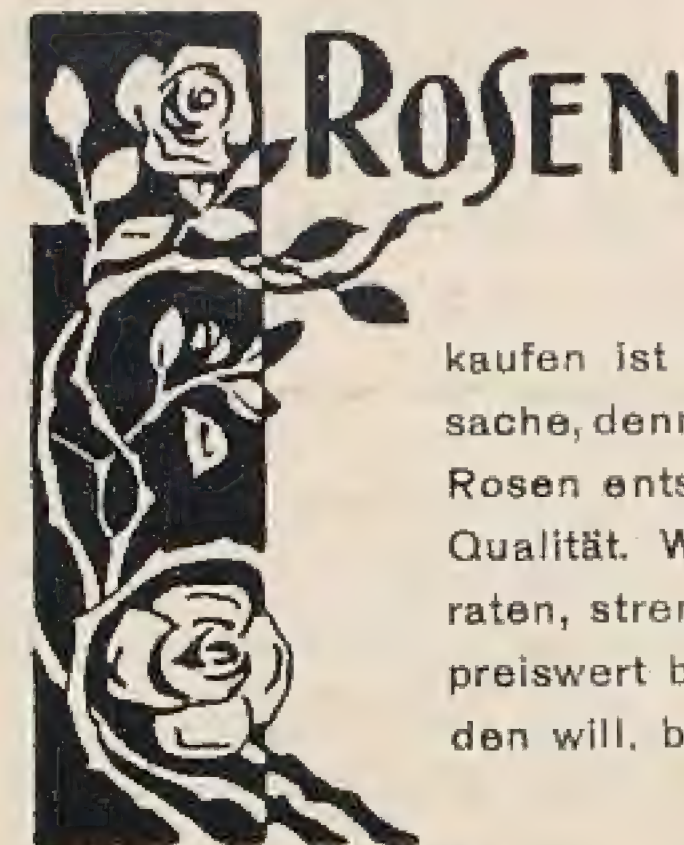 ROSEN
kaufen ist
sache, denn
Rosen ents
Qualität. W
raten, stren
preiswert b
den will, b